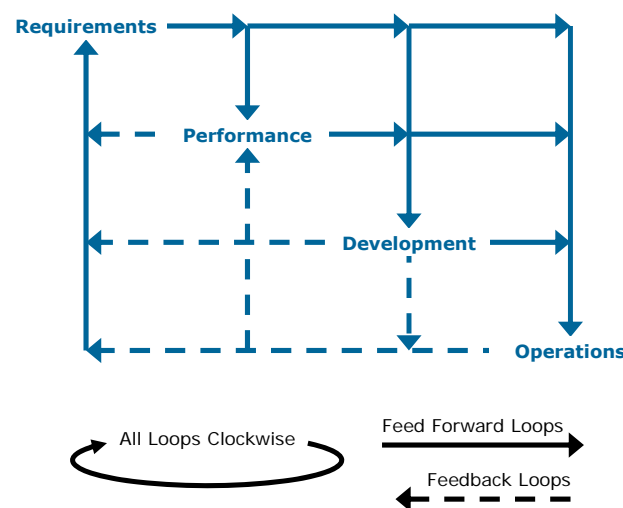 Requirements
Performance
Development
Operations
All Loops Clockwise
Feed Forward Loops
Feedback Loops